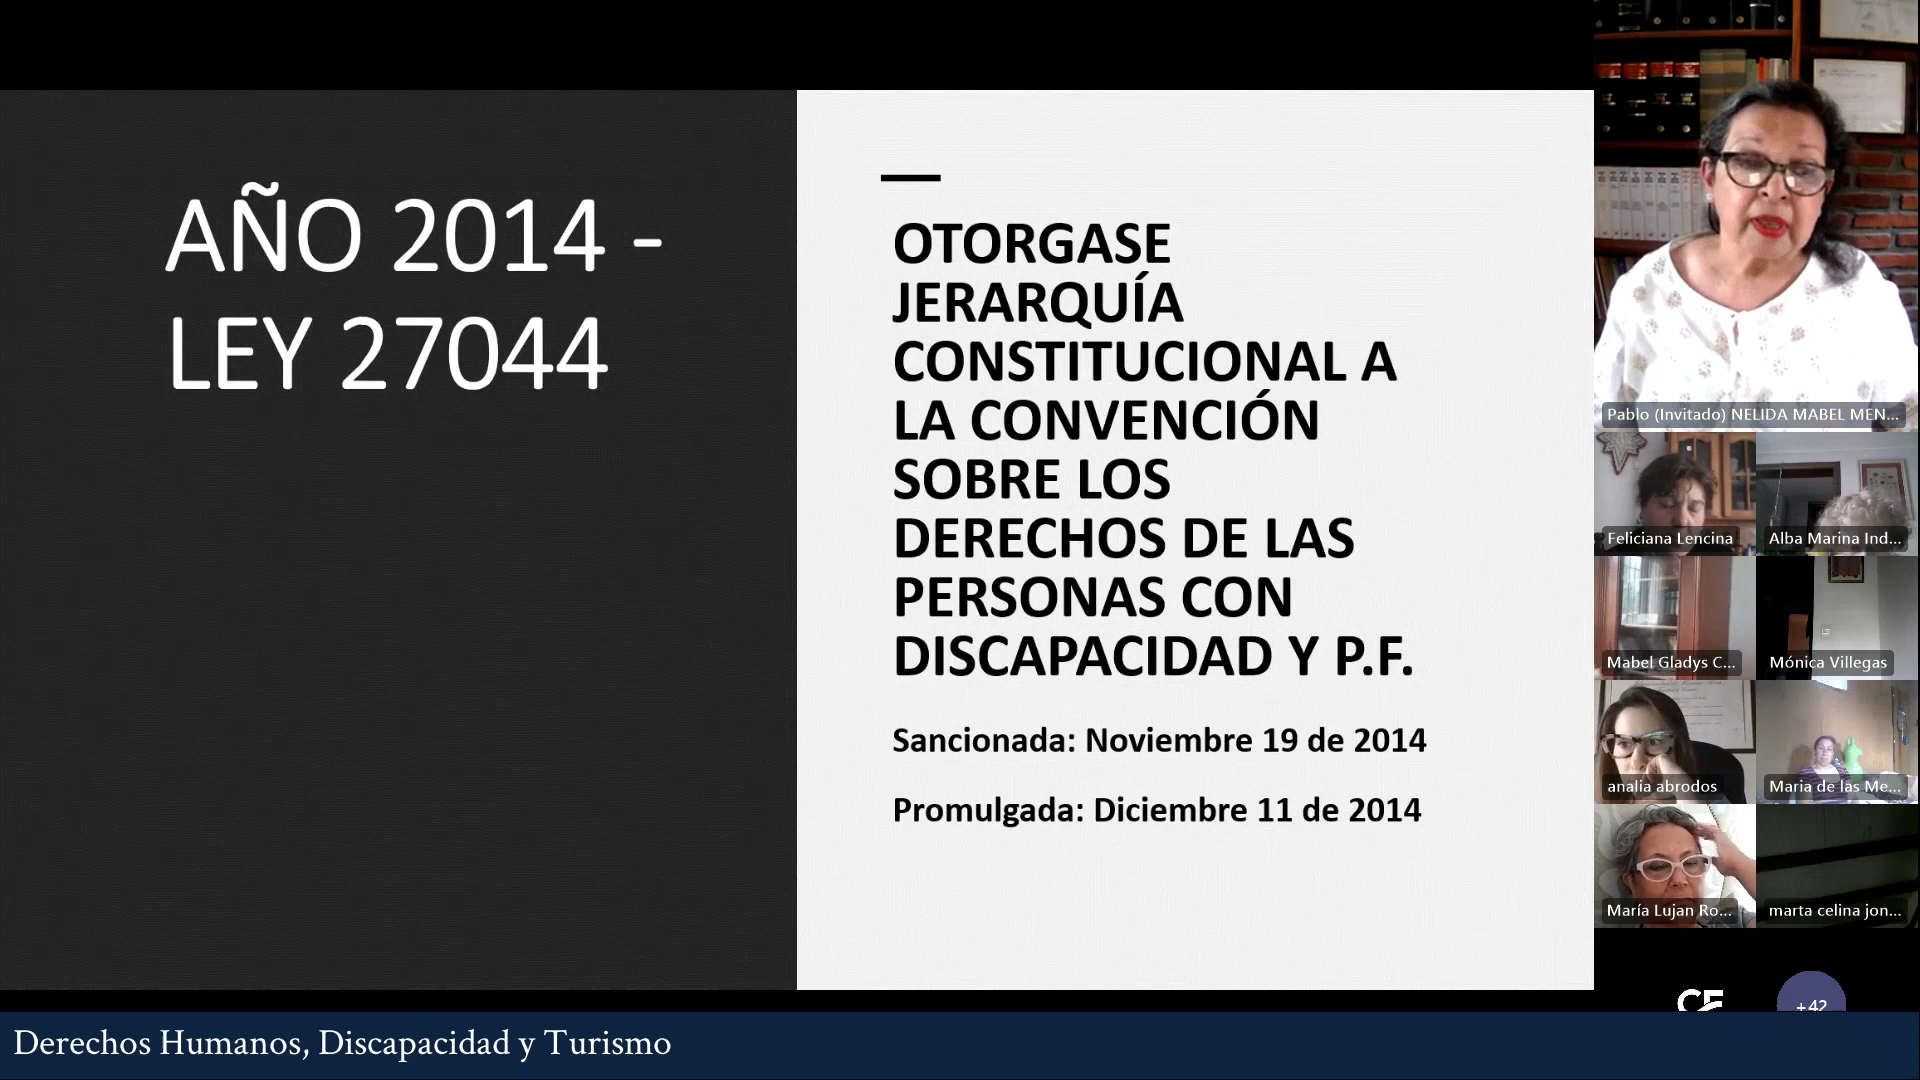 AÑO 2014 -
LEY 27044
OTORGASE
JERARQUÍA
CONSTITUCIONAL A
LA CONVENCIÓN
SOBRE LOS
DERECHOS DE LAS
PERSONAS CON
DISCAPACIDAD Y P.F.
Sancionada: Noviembre 19 de 2014
Promulgada: Diciembre 11 de 2014
Pablo (Invitado) NELIDA MABEL MEN...
Feliciana Lencina
Alba Marina Ind...
Mabel Gladys C...
Mónica Villegas
analia abrodos
Maria de las Me...
María Lujan Ro...
marta celina jon...
CF
+42
Derechos Humanos, Discapacidad y Turismo